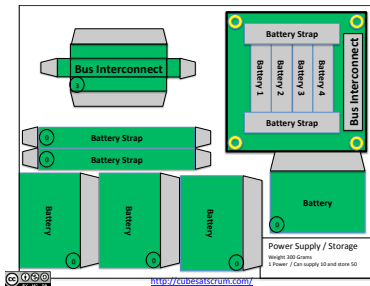 Bus Interconnect
3
Battery Strap
Battery 1
Battery 2
Battery 3
Battery 4
Battery Strap
Bus Interconnect
0
Battery Strap
0
Battery Strap
Battery
0
Battery
0
Battery
0
Battery
0
Power Supply / Storage
Weight 300 Grams
1 Power / Can supply 10 and store 50
http://cubesatscrum.com/